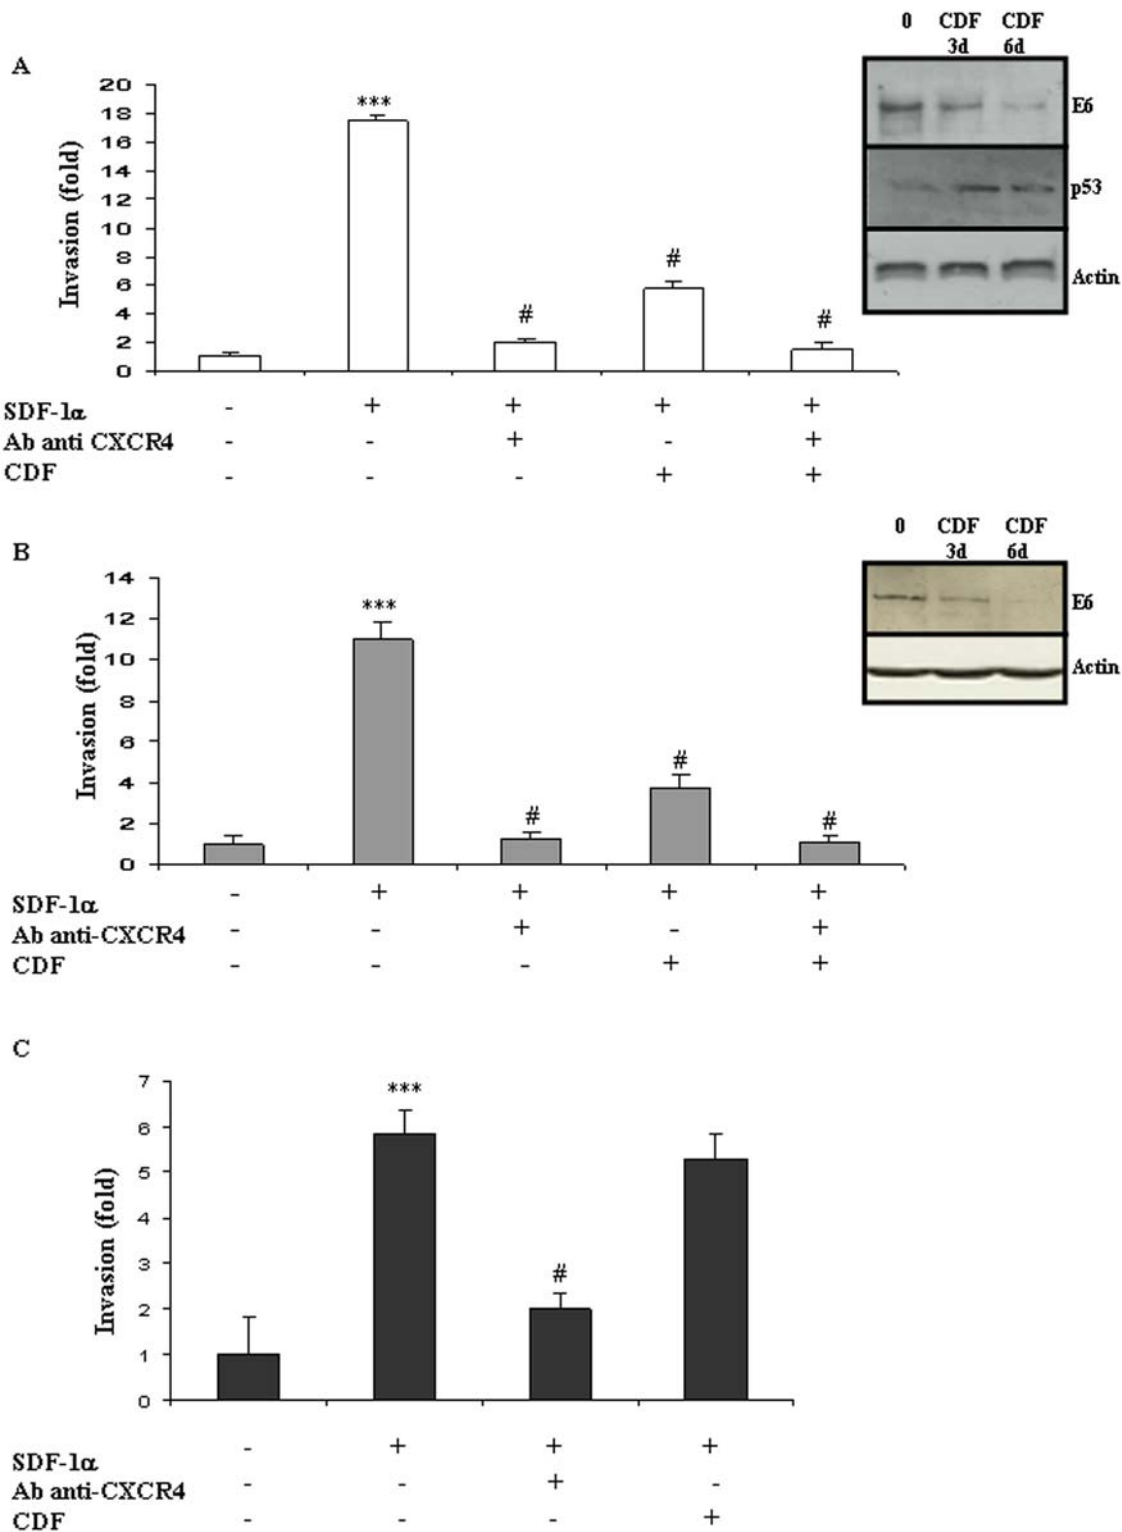 A
0 CDF CDF
3d 6d
E6
p53
Actin
Invasion (fold)
20
18
16
14
12
10
8
6
4
2
0
***
#
#
#
SDF-1α - + + + +
Ab anti CXCR4 - - + - +
CDF - - - + +
B
0 CDF CDF
3d 6d
E6
Actin
Invasion (fold)
14
12
10
8
6
4
2
0
***
#
#
#
SDF-1α - + + + +
Ab anti-CXCR4 - - + - +
CDF - - - + +
C
Invasion (fold)
7
6
5
4
3
2
1
0
***
#
SDF-1α - + + +
Ab anti-CXCR4 - - + -
CDF - - - +